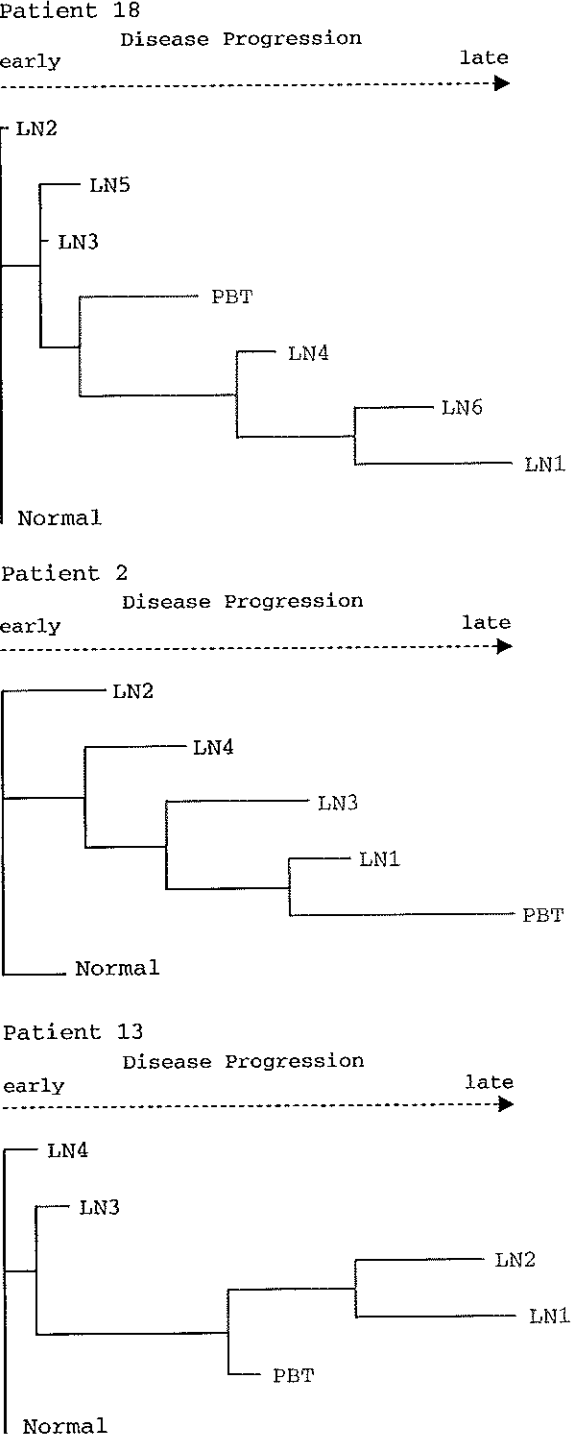 Patient 18
Disease Progression
early late
LN2
LN5
LN3
PBT
LN4
LN6
LN1
Normal
Patient 2
Disease Progression
early late
LN2
LN4
LN3
LN1
PBT
Normal
Patient 13
Disease Progression
early late
LN4
LN3
LN2
LN1
PBT
Normal